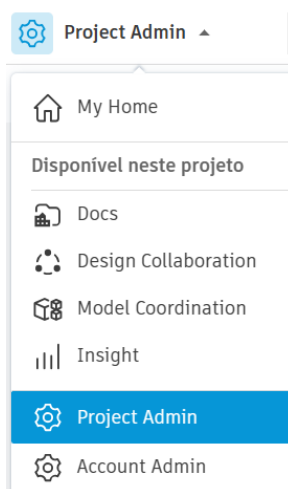 Project Admin
My Home
Disponível neste projeto
Docs
Design Collaboration
Model Coordination
Insight
Project Admin
Account Admin